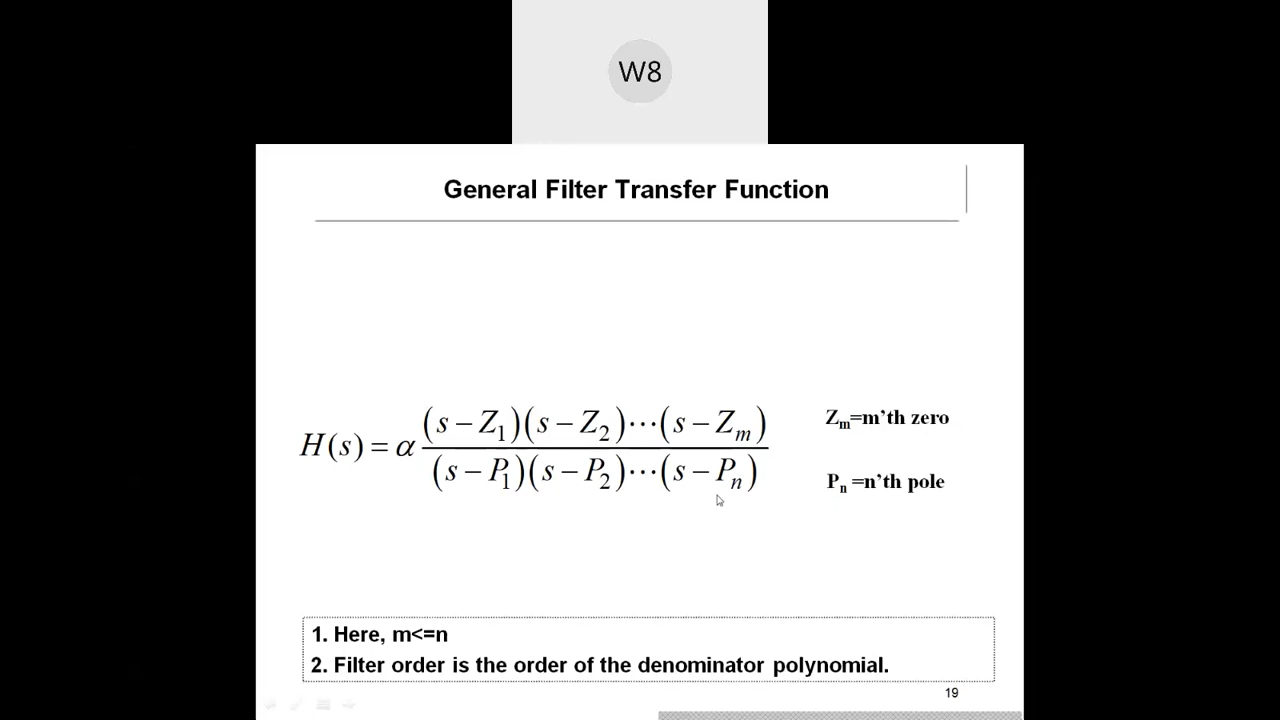 W8
General Filter Transfer Function
H(s) = α (s − Z₁)(s − Z₂)⋯(s − Zₘ) / (s − P₁)(s − P₂)⋯(s − Pₙ)
Zₘ=m’th zero
Pₙ =n’th pole
1. Here, m<=n
2. Filter order is the order of the denominator polynomial.
19